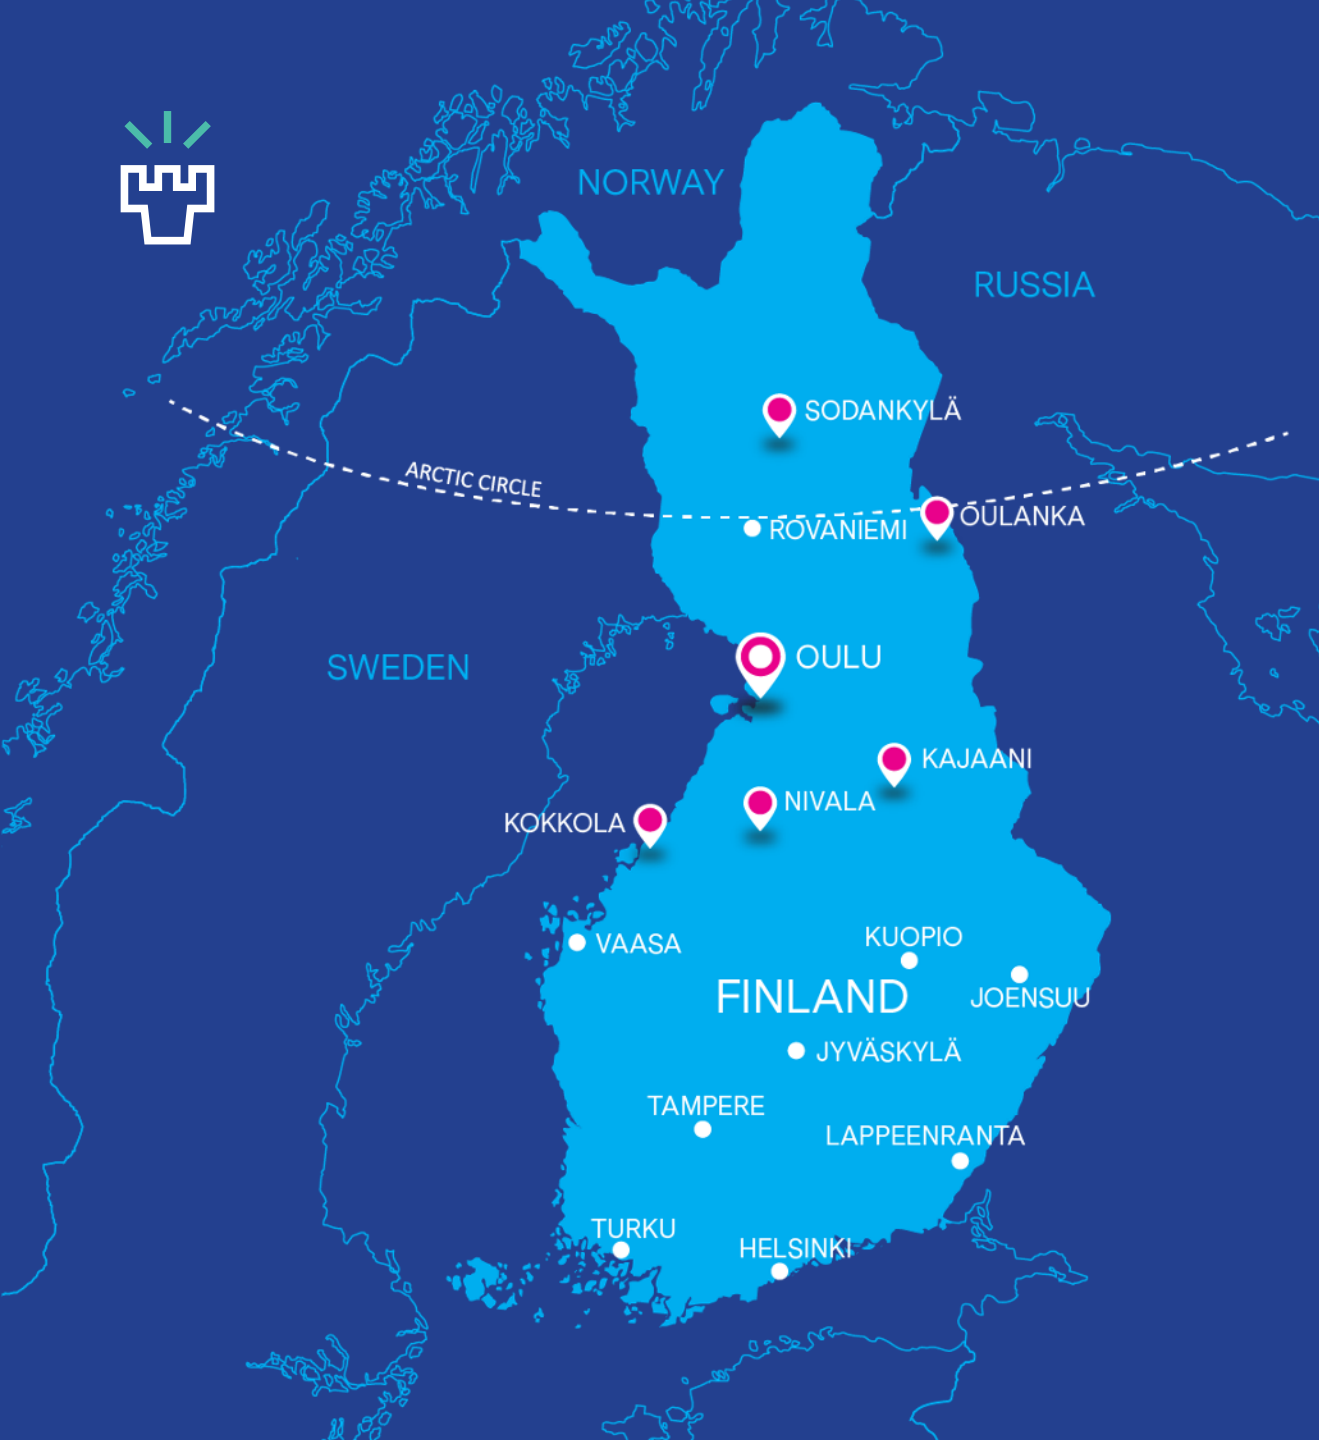 NORWAY
RUSSIA
SODANKYLÄ
ARCTIC CIRCLE
OULANKA
ROVANIEMI
OULU
SWEDEN
KAJAANI
NIVALA
KOKKOLA
KUOPIO
VAASA
FINLAND
JOENSUU
JYVÄSKYLÄ
TAMPERE
LAPPEENRANTA
TURKU
HELSINKI